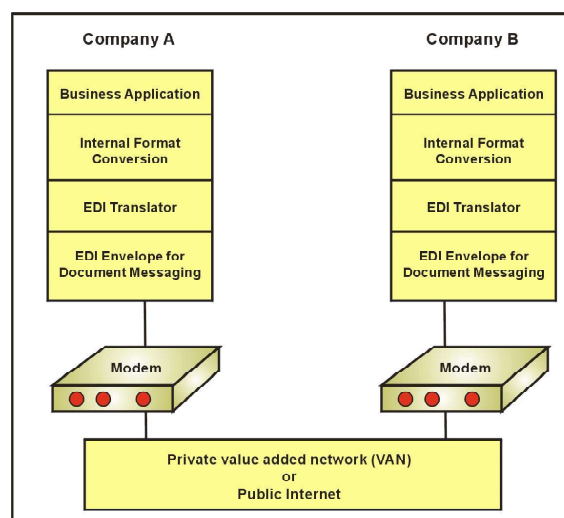 Company A
Business Application
Internal Format
Conversion
EDI Translator
EDI Envelope for
Document Messaging
Modem
Company B
Business Application
Internal Format
Conversion
EDI Translator
EDI Envelope for
Document Messaging
Modem
Private value added network (VAN)
or
Public Internet